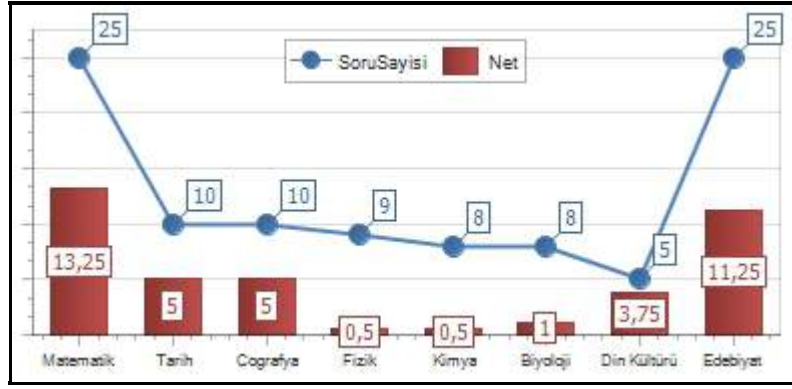 25
25
SoruSayisi
Net
10
10
9
8
8
5
13,25
5
5
0,5
0,5
1
3,75
11,25
Matematik
Tarih
Cografya
Fizik
Kimya
Biyoloji
Din Kültürü
Edebiyat